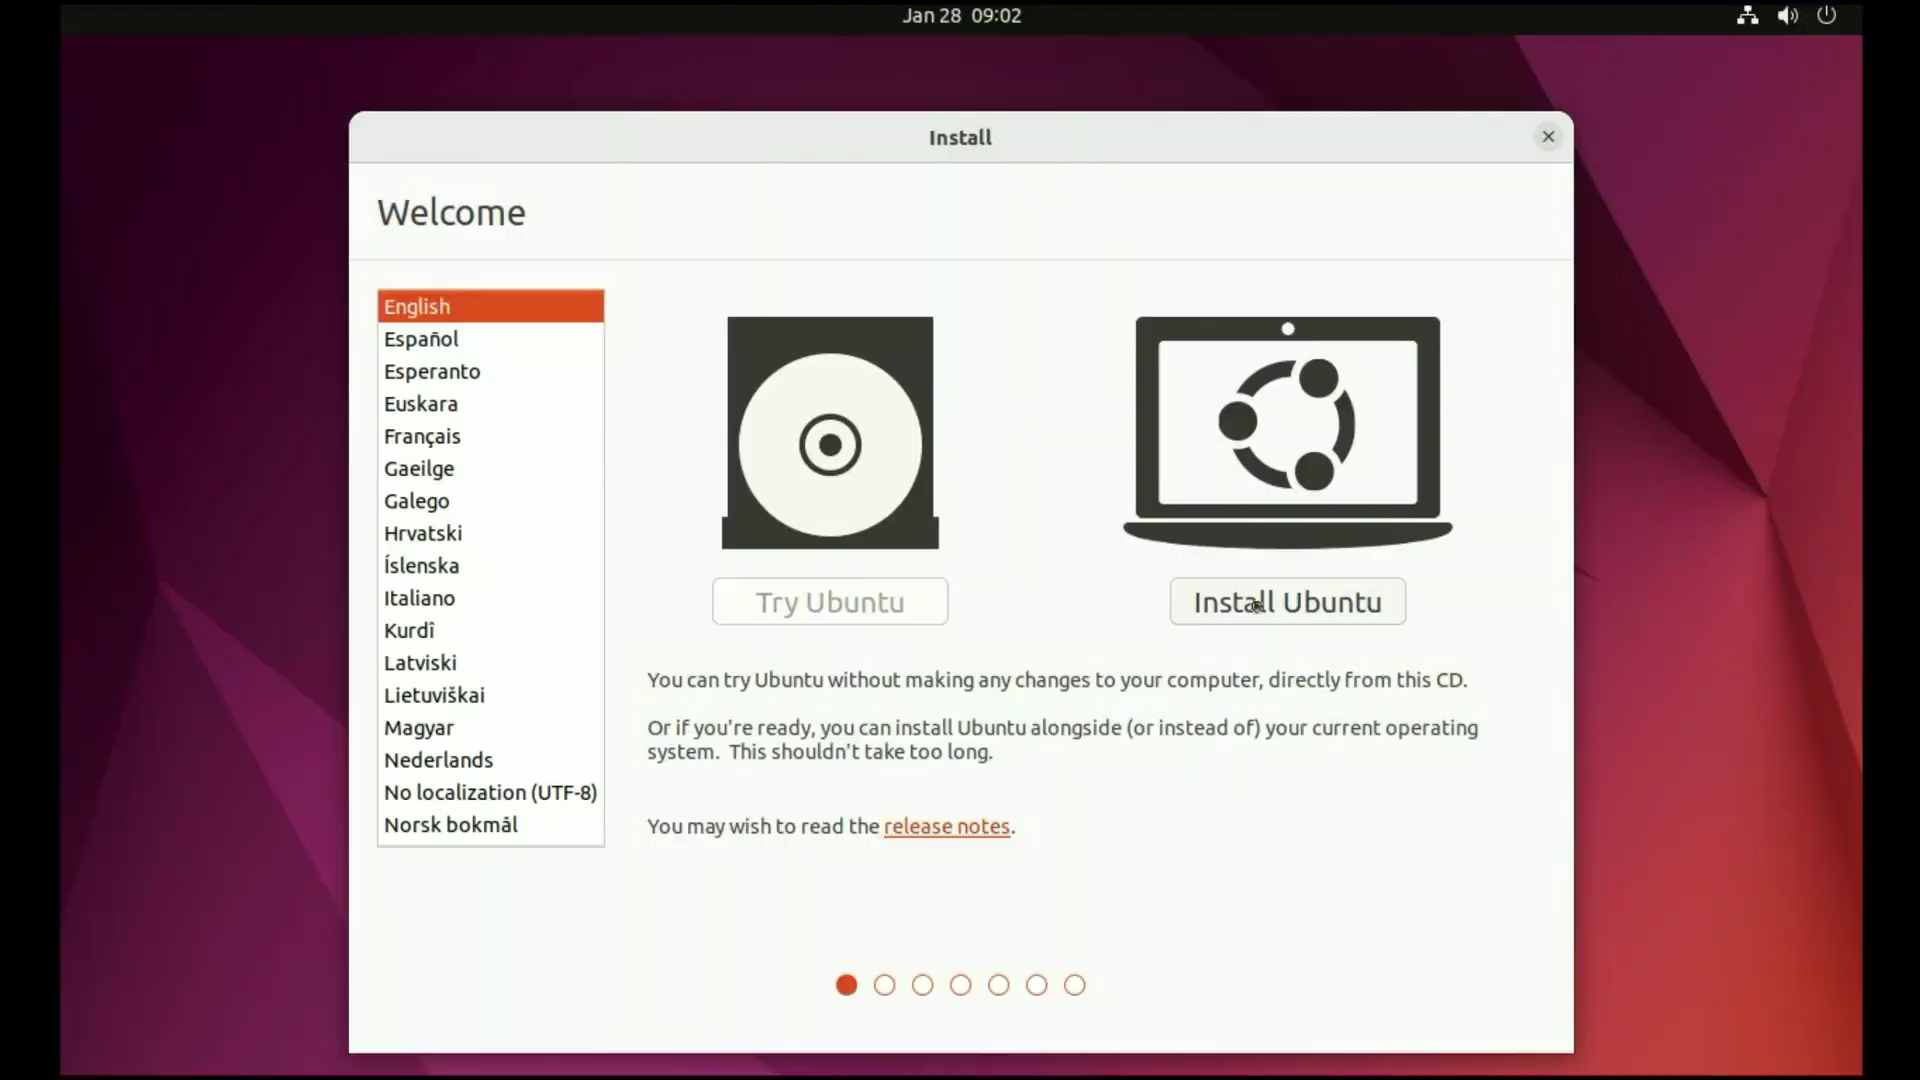 Jan 28 09:02
Install
Welcome
English
Español
Esperanto
Euskara
Français
Gaeilge
Galego
Hrvatski
Íslenska
Italiano
Kurdî
Latviski
Lietuviškai
Magyar
Nederlands
No localization (UTF-8)
Norsk bokmål
Try Ubuntu
Install Ubuntu
You can try Ubuntu without making any changes to your computer, directly from this CD.
Or if you're ready, you can install Ubuntu alongside (or instead of) your current operating
system. This shouldn't take too long.
You may wish to read the release notes.